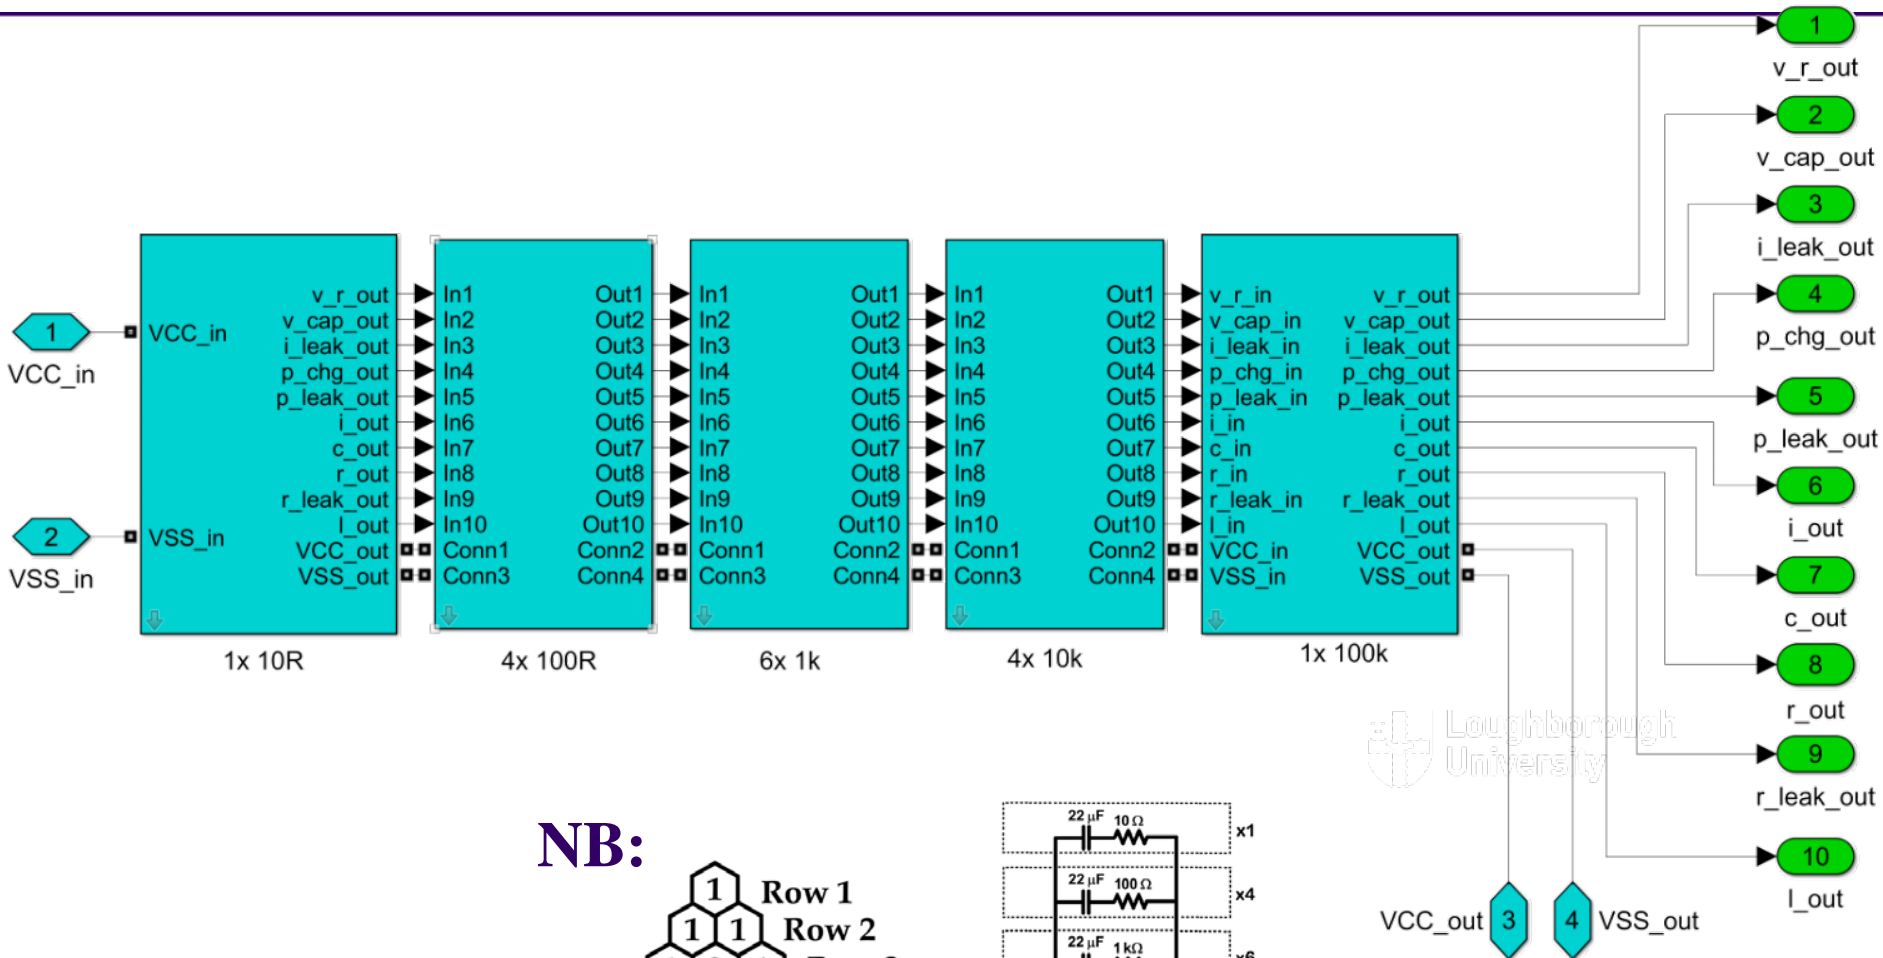 1
v_r_out
2
v_cap_out
3
i_leak_out
4
p_chg_out
5
p_leak_out
6
i_out
7
c_out
8
r_out
9
r_leak_out
10
l_out
1
VCC_in
2
VSS_in
VCC_in
VSS_in
v_r_out
v_cap_out
i_leak_out
p_chg_out
p_leak_out
i_out
c_out
r_out
r_leak_out
l_out
VCC_out
VSS_out
1x 10R
In1 Out1
In2 Out2
In3 Out3
In4 Out4
In5 Out5
In6 Out6
In7 Out7
In8 Out8
In9 Out9
In10 Out10
Conn1 Conn2
Conn3 Conn4
4x 100R
In1 Out1
In2 Out2
In3 Out3
In4 Out4
In5 Out5
In6 Out6
In7 Out7
In8 Out8
In9 Out9
In10 Out10
Conn1 Conn2
Conn3 Conn4
6x 1k
In1 Out1
In2 Out2
In3 Out3
In4 Out4
In5 Out5
In6 Out6
In7 Out7
In8 Out8
In9 Out9
In10 Out10
Conn1 Conn2
Conn3 Conn4
4x 10k
v_r_in v_r_out
v_cap_in v_cap_out
i_leak_in i_leak_out
p_chg_in p_chg_out
p_leak_in p_leak_out
i_in i_out
c_in c_out
r_in r_out
r_leak_in r_leak_out
l_in l_out
VCC_in VCC_out
VSS_in VSS_out
1x 100k
Loughborough
University
VCC_out 3
4 VSS_out
NB:
1 Row 1
1 1 Row 2
22 μF 10 Ω x1
22 μF 100 Ω x4
22 μF 1 kΩ x6